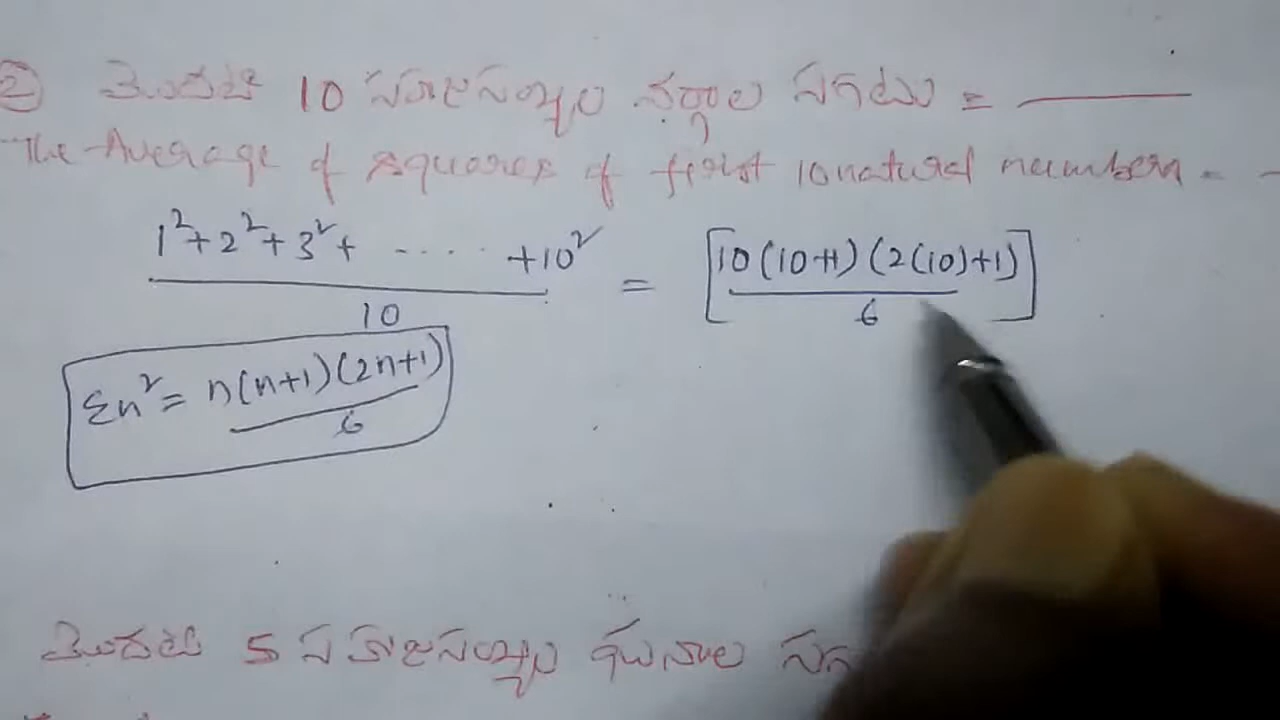 ② మొదటి 10 సహజసంఖ్యల వర్గాల సగటు = ———
The Average of squares of first 10 natural numbers = -
1²+2²+3²+ ..... +10² = [10(10+1)(2(10)+1)
10
6]
Σn² = n(n+1)(2n+1)
6
మొదటి 5 సహజసంఖ్యల ఘనాల